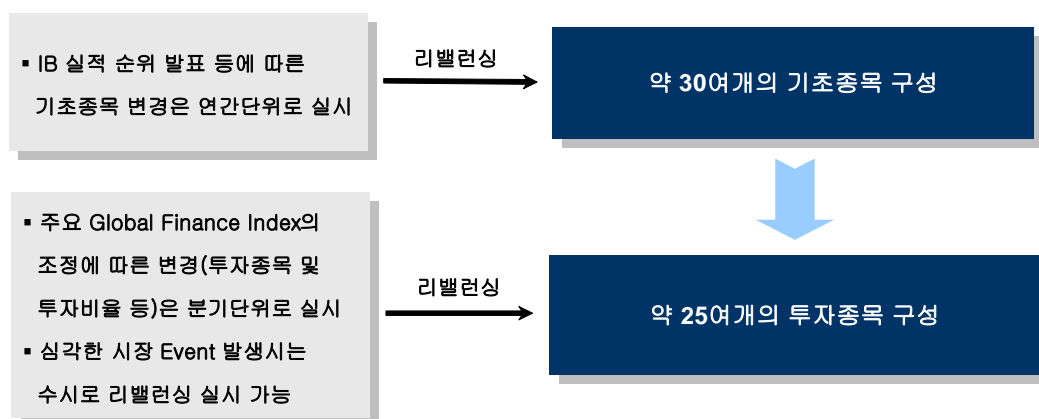 ▪ IB 실적 순위 발표 등에 따른
기초종목 변경은 연간단위로 실시
리밸런싱
약 30여개의 기초종목 구성
▪ 주요 Global Finance Index의
조정에 따른 변경(투자종목 및
투자비율 등)은 분기단위로 실시
▪ 심각한 시장 Event 발생시는
수시로 리밸런싱 실시 가능
리밸런싱
약 25여개의 투자종목 구성